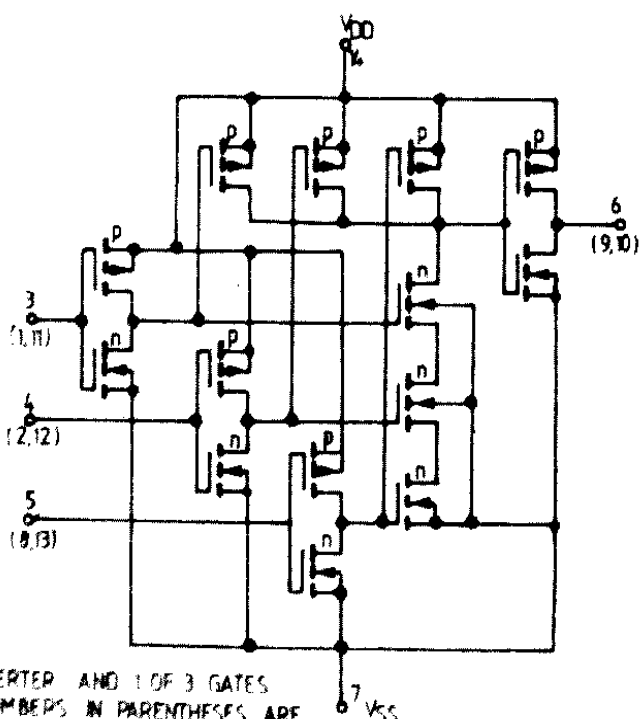 VDD
14
p p p p
6
(9,10)
p
3
(1,11)
n
n
p
4
(2,12)
n
n
p
5
(8,13)
n
n
ERTER AND 1 OF 3 GATES
MBERS IN PARENTHESES ARE
7 VSS